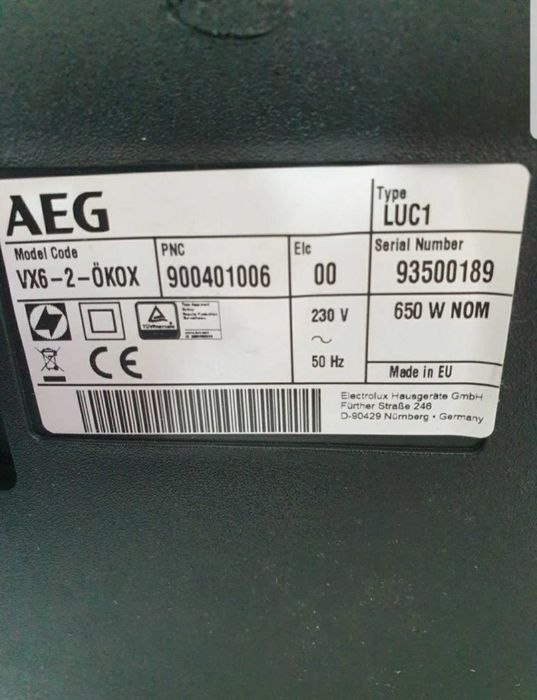 AEG
Type
LUC1
Model Code
VX6-2-ÖKOX
PNC
900401006
Elc
00
Serial Number
93500189
230 V
~
50 Hz
650 W NOM
Made in EU
CE
Electrolux Hausgeräte GmbH
Fürther Straße 246
D-90429 Nürnberg • Germany